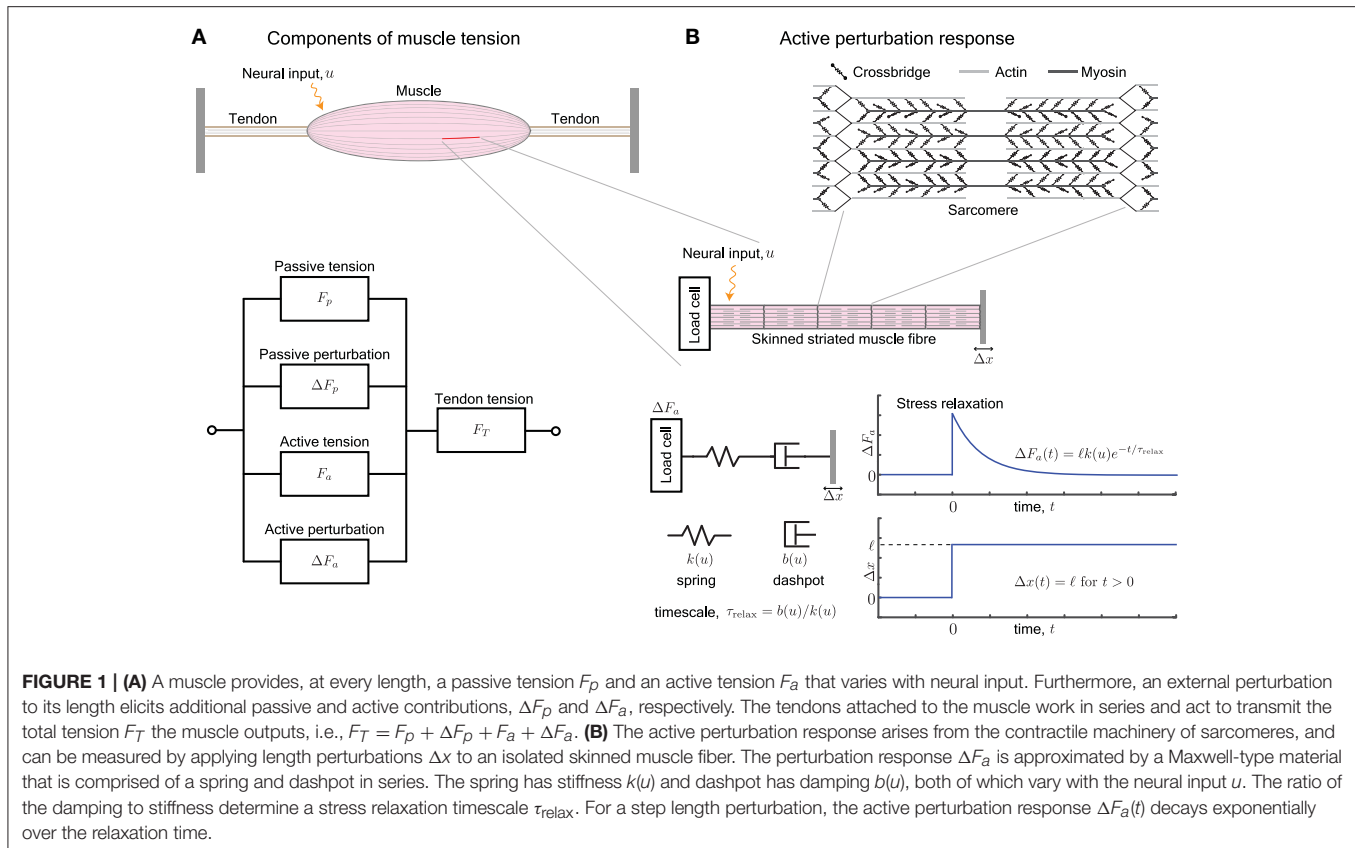 A Components of muscle tension
Neural input, u
Muscle
Tendon
Tendon
Passive tension
F_p
Passive perturbation
ΔF_p
Active tension
F_a
Active perturbation
ΔF_a
Tendon tension
F_T
B Active perturbation response
Crossbridge Actin Myosin
Sarcomere
Neural input, u
Load cell
Skinned striated muscle fibre
Δx
ΔF_a
Load cell
Δx
k(u)
spring
b(u)
dashpot
timescale, τ_relax = b(u)/k(u)
Stress relaxation
ΔF_a
ΔF_a(t) = ℓk(u)e^{−t/τ_relax}
0
0
time, t
ℓ
Δx
Δx(t) = ℓ for t > 0
0
0
time, t
FIGURE 1 | (A) A muscle provides, at every length, a passive tension F_p and an active tension F_a that varies with neural input. Furthermore, an external perturbation
to its length elicits additional passive and active contributions, ΔF_p and ΔF_a, respectively. The tendons attached to the muscle work in series and act to transmit the
total tension F_T the muscle outputs, i.e., F_T = F_p + ΔF_p + F_a + ΔF_a. (B) The active perturbation response arises from the contractile machinery of sarcomeres, and
can be measured by applying length perturbations Δx to an isolated skinned muscle fiber. The perturbation response ΔF_a is approximated by a Maxwell-type material
that is comprised of a spring and dashpot in series. The spring has stiffness k(u) and dashpot has damping b(u), both of which vary with the neural input u. The ratio of
the damping to stiffness determine a stress relaxation timescale τ_relax. For a step length perturbation, the active perturbation response ΔF_a(t) decays exponentially
over the relaxation time.